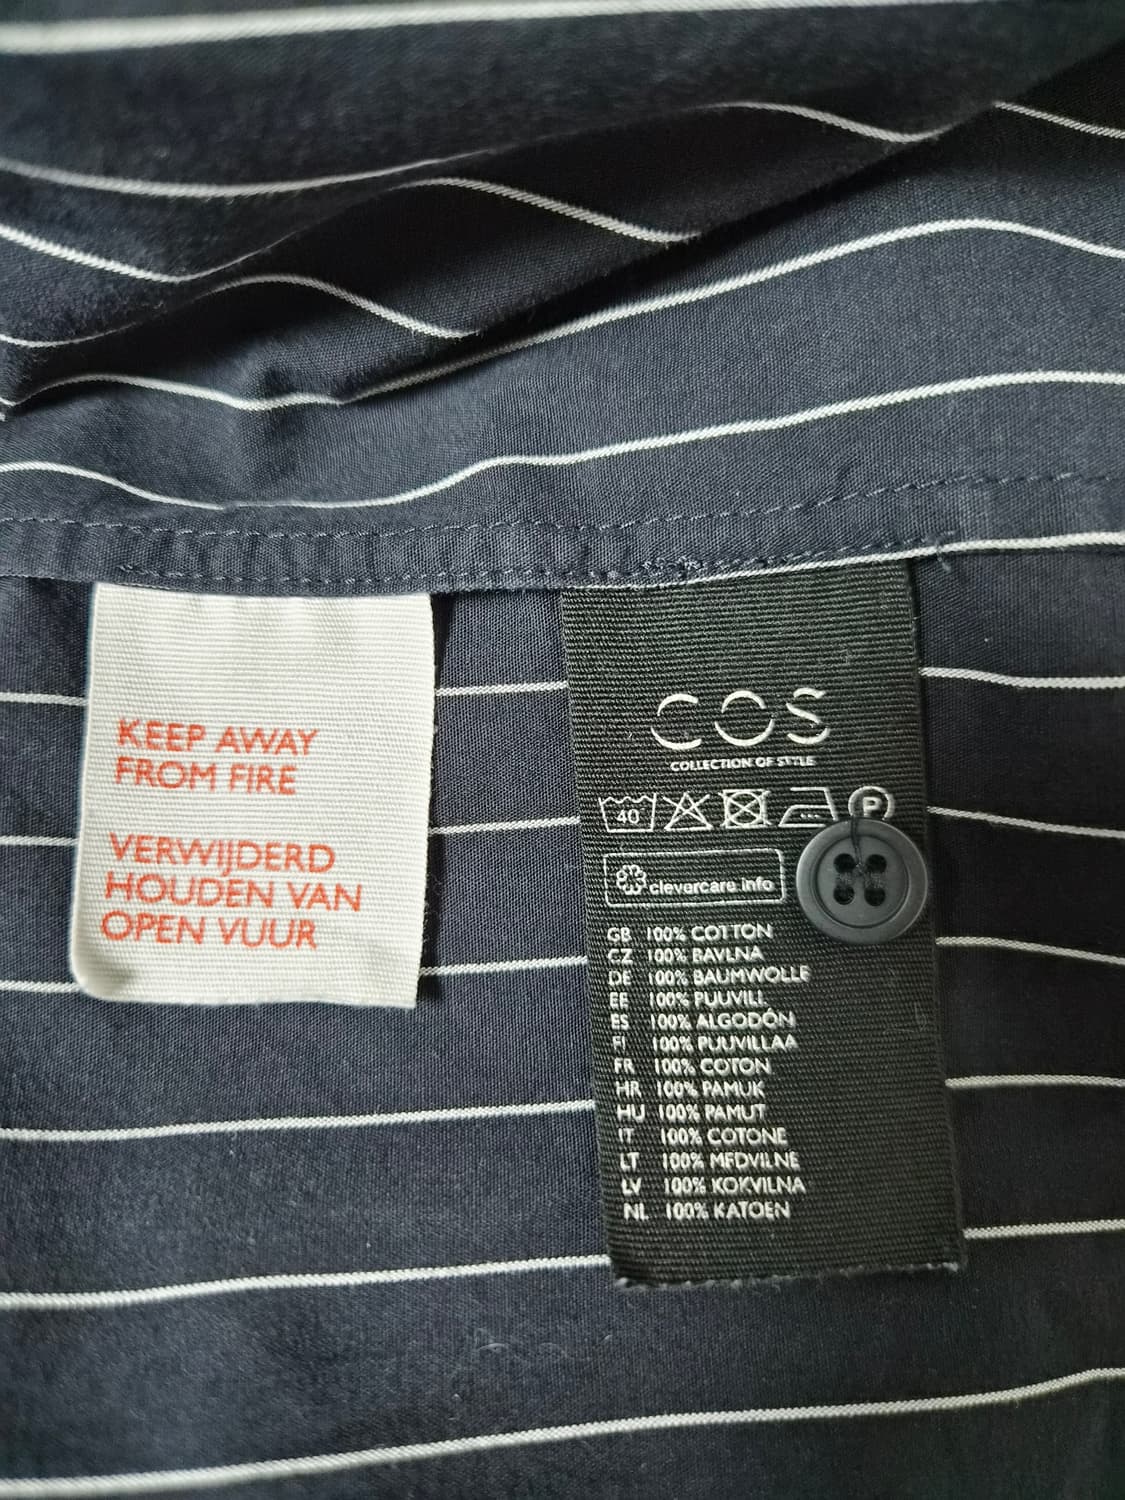 KEEP AWAY
FROM FIRE
VERWIJDERD
HOUDEN VAN
OPEN VUUR
COS
COLLECTION OF STYLE
40 ... P
clevercare.info
GB 100% COTTON
CZ 100% BAVLNA
DE 100% BAUMWOLLE
EE 100% PUUVILL
ES 100% ALGODÓN
FI 100% PUUVILLAA
FR 100% COTON
HR 100% PAMUK
HU 100% PAMUT
IT 100% COTONE
LT 100% MEDVILNE
LV 100% KOKVILNA
NL 100% KATOEN